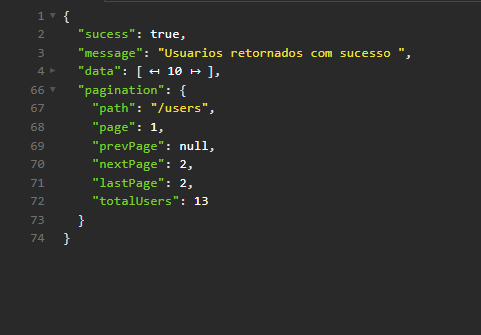 1 {
2 "sucess": true,
3 "message": "Usuarios retornados com sucesso ",
4 "data": [ ↤ 10 ↦ ],
66 "pagination": {
67 "path": "/users",
68 "page": 1,
69 "prevPage": null,
70 "nextPage": 2,
71 "lastPage": 2,
72 "totalUsers": 13
73 }
74 }